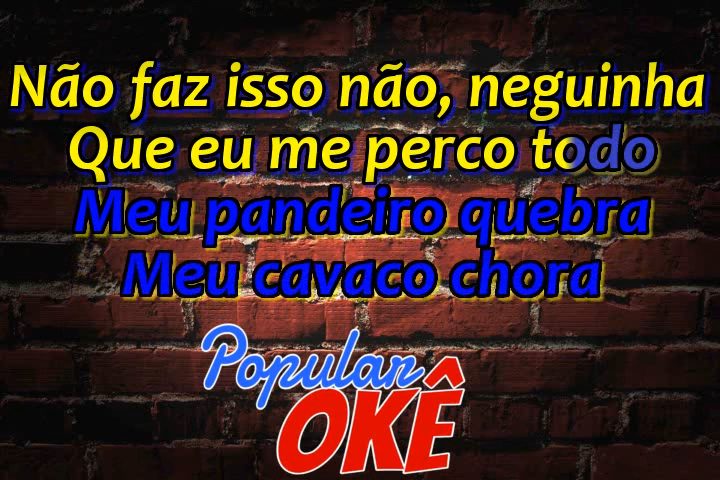 Não faz isso não, neguinha
Que eu me perco todo
Meu pandeiro quebra
Meu cavaco chora
Popular
OKÊ